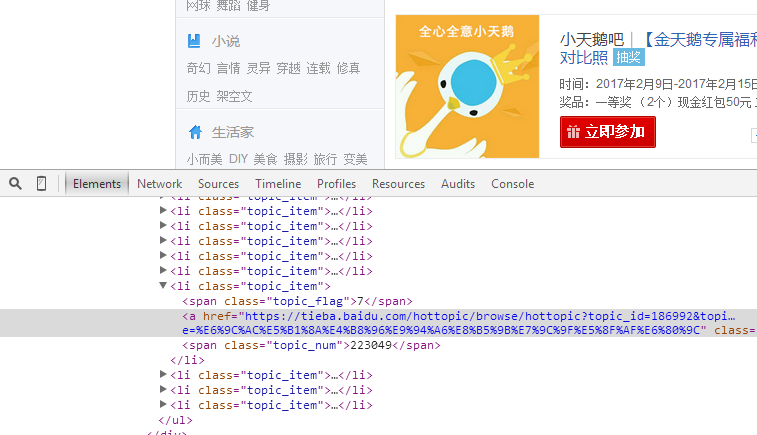 网球 舞蹈 健身
小说
奇幻 言情 灵异 穿越 连载 修真
历史 架空文
生活家
小而美 DIY 美食 摄影 旅行 变美
全心全意小天鹅
小天鹅吧 | 【金天鹅专属福利
对比照 抽奖
时间：2017年2月9日-2017年2月15日
奖品：一等奖 （2个）现金红包50元
立即参加
Elements Network Sources Timeline Profiles Resources Audits Console
<li class="topic_item">…</li>
<li class="topic_item">…</li>
<li class="topic_item">…</li>
<li class="topic_item">…</li>
<li class="topic_item">…</li>
<li class="topic_item">…</li>
<li class="topic_item">
<span class="topic_flag">7</span>
<a href="https://tieba.baidu.com/hottopic/browse/hottopic?topic_id=186992&topi…
e=%E6%9C%AC%E5%B1%8A%E4%B8%96%E9%94%A6%E8%B5%9B%E7%9C%9F%E5%8F%AF%E6%80%9C" class=
<span class="topic_num">223049</span>
</li>
<li class="topic_item">…</li>
<li class="topic_item">…</li>
<li class="topic_item">…</li>
</ul>
</div>